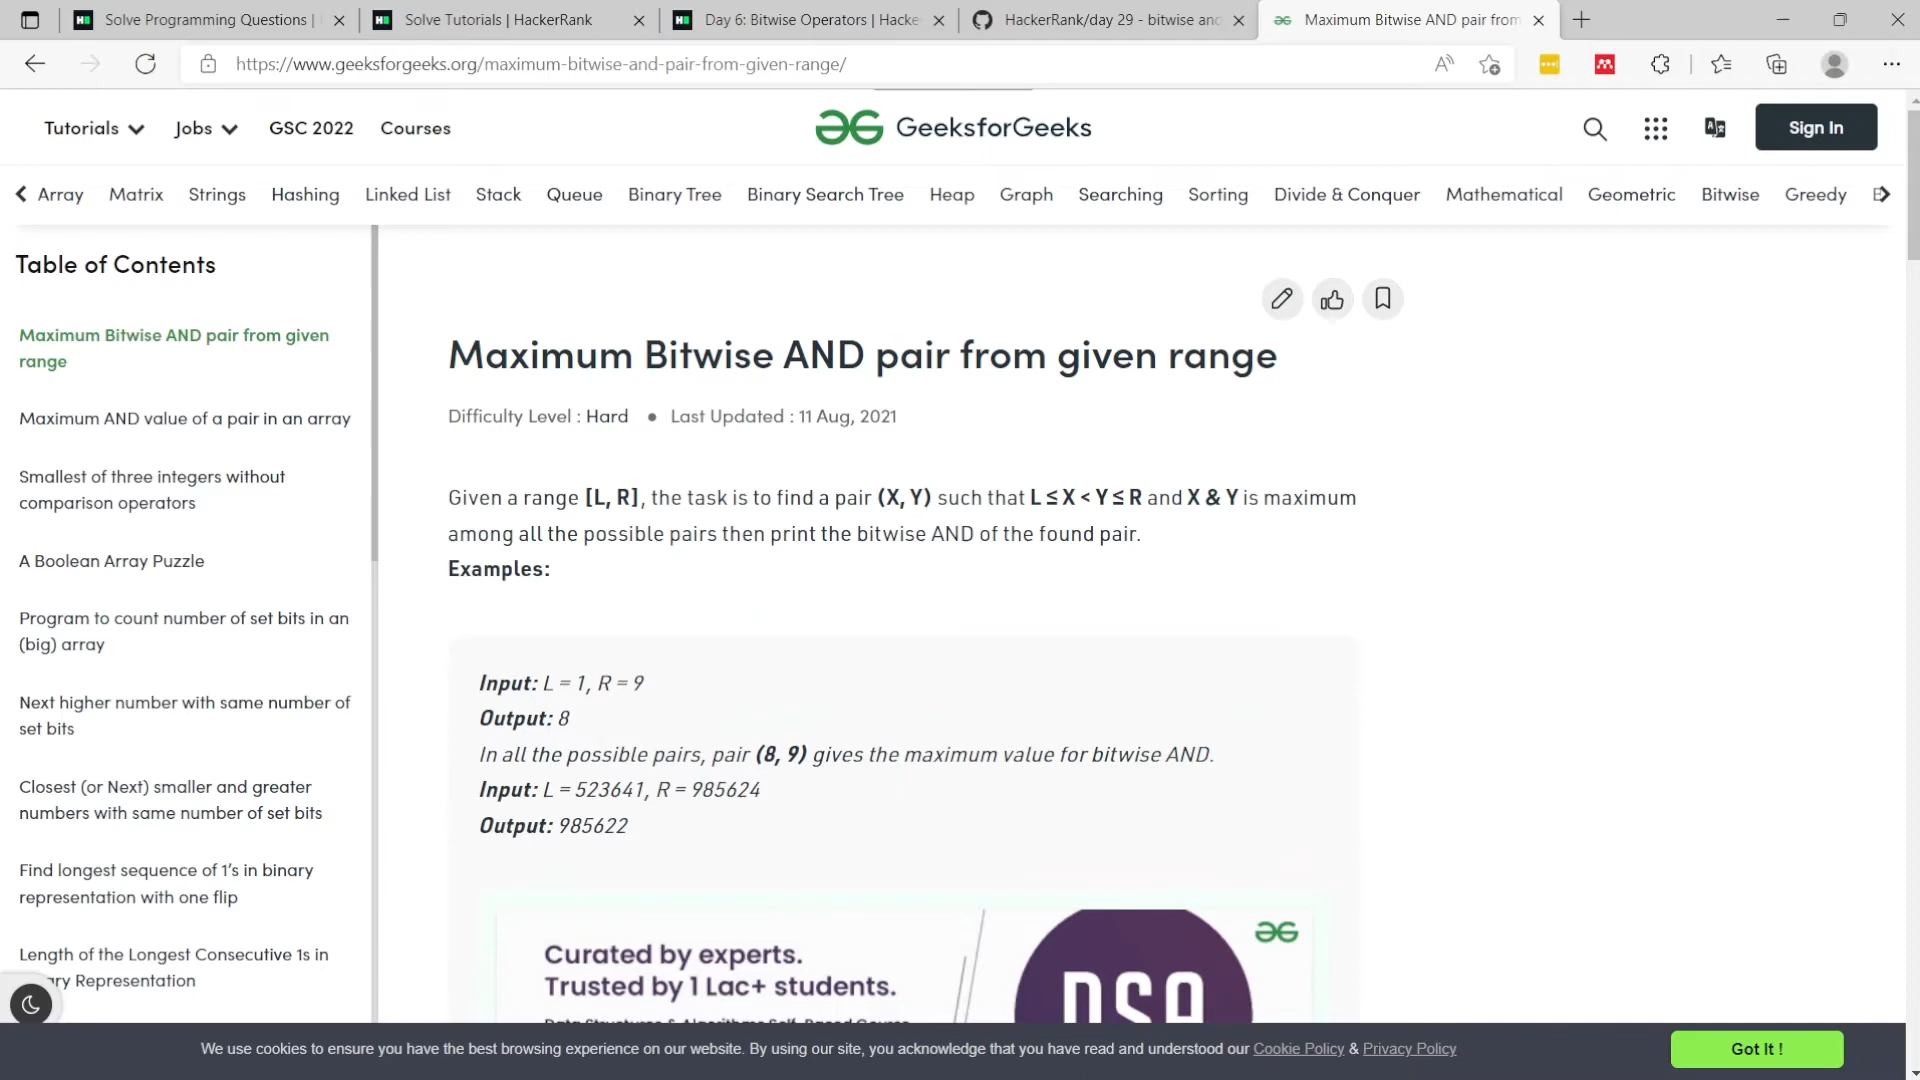 Solve Programming Questions |
Solve Tutorials | HackerRank
Day 6: Bitwise Operators | Hacke
HackerRank/day 29 - bitwise and
Maximum Bitwise AND pair from
https://www.geeksforgeeks.org/maximum-bitwise-and-pair-from-given-range/
Tutorials
Jobs
GSC 2022
Courses
GeeksforGeeks
Sign In
Array
Matrix
Strings
Hashing
Linked List
Stack
Queue
Binary Tree
Binary Search Tree
Heap
Graph
Searching
Sorting
Divide & Conquer
Mathematical
Geometric
Bitwise
Greedy
Table of Contents
Maximum Bitwise AND pair from given
range
Maximum AND value of a pair in an array
Smallest of three integers without
comparison operators
A Boolean Array Puzzle
Program to count number of set bits in an
(big) array
Next higher number with same number of
set bits
Closest (or Next) smaller and greater
numbers with same number of set bits
Find longest sequence of 1's in binary
representation with one flip
Length of the Longest Consecutive 1s in
ary Representation
Maximum Bitwise AND pair from given range
Difficulty Level : Hard • Last Updated : 11 Aug, 2021
Given a range [L, R], the task is to find a pair (X, Y) such that L ≤ X < Y ≤ R and X & Y is maximum
among all the possible pairs then print the bitwise AND of the found pair.
Examples:
Input: L = 1, R = 9
Output: 8
In all the possible pairs, pair (8, 9) gives the maximum value for bitwise AND.
Input: L = 523641, R = 985624
Output: 985622
Curated by experts.
Trusted by 1 Lac+ students.
DSA
We use cookies to ensure you have the best browsing experience on our website. By using our site, you acknowledge that you have read and understood our Cookie Policy & Privacy Policy
Got It !